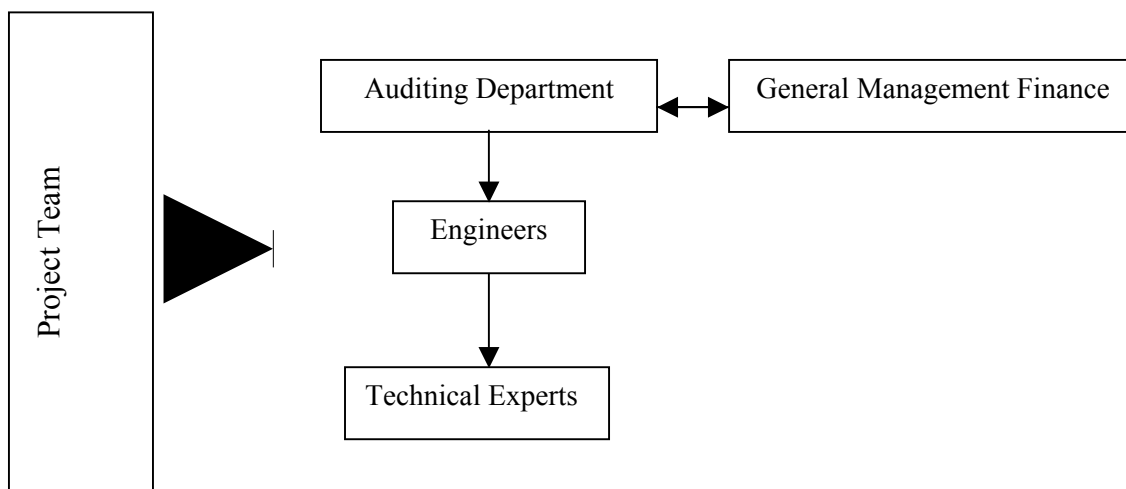 Project Team
Auditing Department
General Management Finance
Engineers
Technical Experts